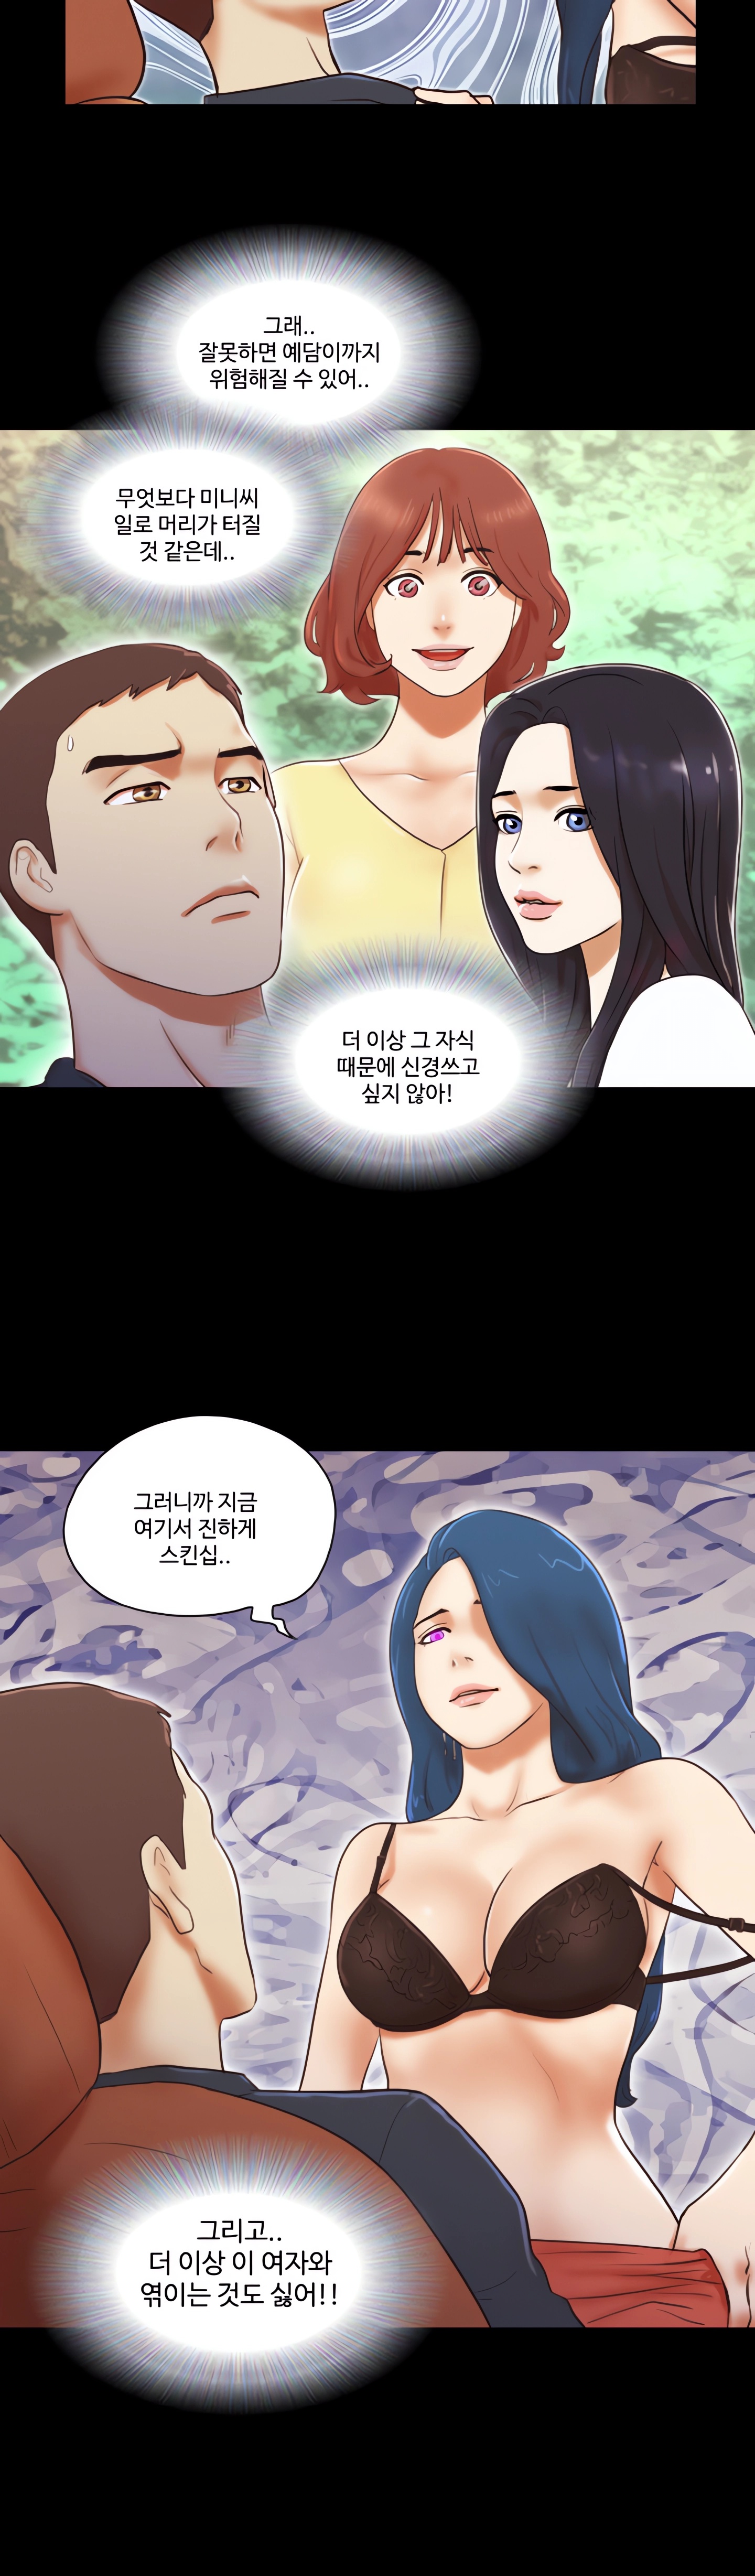 그래..
잘못하면 예담이까지
위험해질 수 있어..
무엇보다 미니씨
일로 머리가 터질
것 같은데..
더 이상 그 자식
때문에 신경쓰고
싶지 않아!
그러니까 지금
여기서 진하게
스킨십..
그리고..
더 이상 이 여자와
엮이는 것도 싫어!!